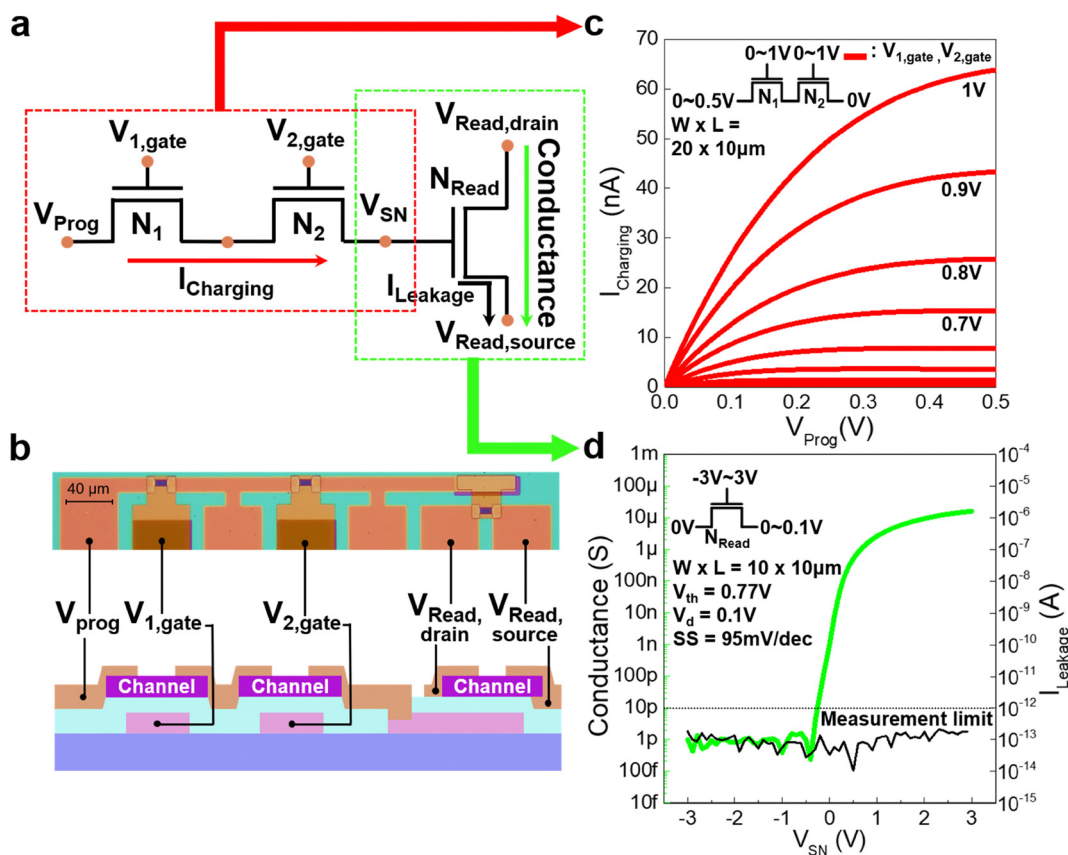 a
V1,gate
V2,gate
VProg
N1
N2
VSN
ICharging
NRead
VRead,drain
Conductance
ILeakage
VRead,source
b
40 µm
Vprog
V1,gate
V2,gate
VRead,
drain
VRead,
source
Channel
Channel
Channel
c
70
60
50
40
30
20
10
0
ICharging (nA)
0~1V 0~1V
: V1,gate ,V2,gate
0~0.5V
N1
N2
0V
W x L =
20 x 10µm
1V
0.9V
0.8V
0.7V
0.0 0.1 0.2 0.3 0.4 0.5
VProg(V)
d
1m
100µ
10µ
1µ
100n
10n
1n
100p
10p
1p
100f
10f
Conductance (S)
-3V~3V
0V
0~0.1V
NRead
W x L = 10 x 10µm
Vth = 0.77V
Vd = 0.1V
SS = 95mV/dec
Measurement limit
10⁻⁴
10⁻⁵
10⁻⁶
10⁻⁷
10⁻⁸
10⁻⁹
10⁻¹⁰
10⁻¹¹
10⁻¹²
10⁻¹³
10⁻¹⁴
10⁻¹⁵
ILeakage (A)
-3 -2 -1 0 1 2 3
VSN (V)